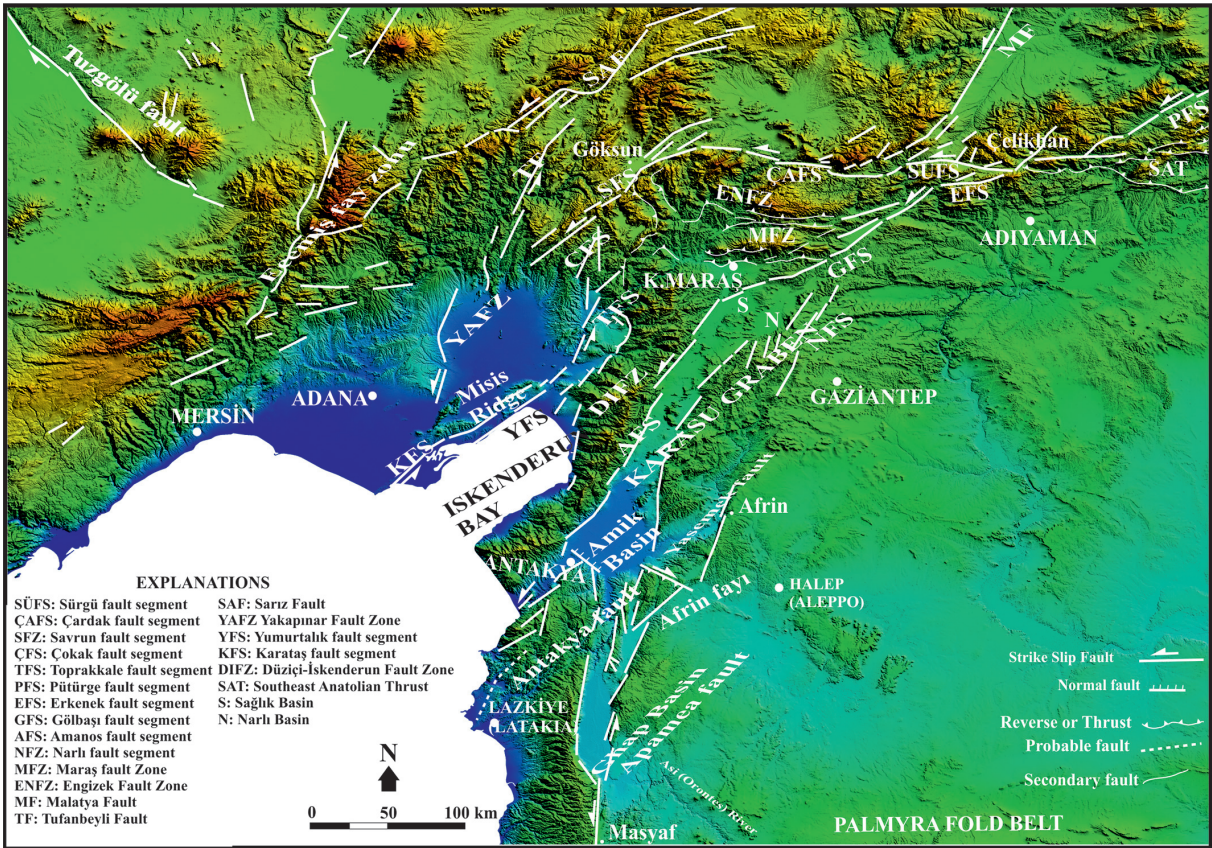 Tuzgölü fault
Ecemiş fay zonu
SAF
MF
PFS
Göksun
TF
SFS
ÇAFS
SÜFS
Çelikhan
SAT
EFS
ENFZ
MFZ
ADIYAMAN
ÇFS
K.MARAŞ
GFS
S
N
NFS
YAFZ
TFS
DIFZ
KARASU GRABEN
GAZİANTEP
Misis
Ridge
ADANA
MERSİN
KFS
YFS
AFS
ISKENDERU
BAY
Amik
Basin
Yesemek fault
Afrin
ANTAKYA
HALEP
(ALEPPO)
Antakya fault
Afrin fayı
LAZKİYE
(LATAKIA)
Ghap Basin
Apamea fault
Asi (Orontes) River
Masyaf
PALMYRA FOLD BELT
EXPLANATIONS
SÜFS: Sürgü fault segment
ÇAFS: Çardak fault segment
SFZ: Savrun fault segment
ÇFS: Çokak fault segment
TFS: Toprakkale fault segment
PFS: Pütürge fault segment
EFS: Erkenek fault segment
GFS: Gölbaşı fault segment
AFS: Amanos fault segment
NFZ: Narlı fault segment
MFZ: Maraş fault Zone
ENFZ: Engizek Fault Zone
MF: Malatya Fault
TF: Tufanbeyli Fault
SAF: Sarız Fault
YAFZ Yakapınar Fault Zone
YFS: Yumurtalık fault segment
KFS: Karataş fault segment
DIFZ: Düziçi-İskenderun Fault Zone
SAT: Southeast Anatolian Thrust
S: Sağlık Basin
N: Narlı Basin
N
0 50 100 km
Strike Slip Fault
Normal fault
Reverse or Thrust
Probable fault
Secondary fault